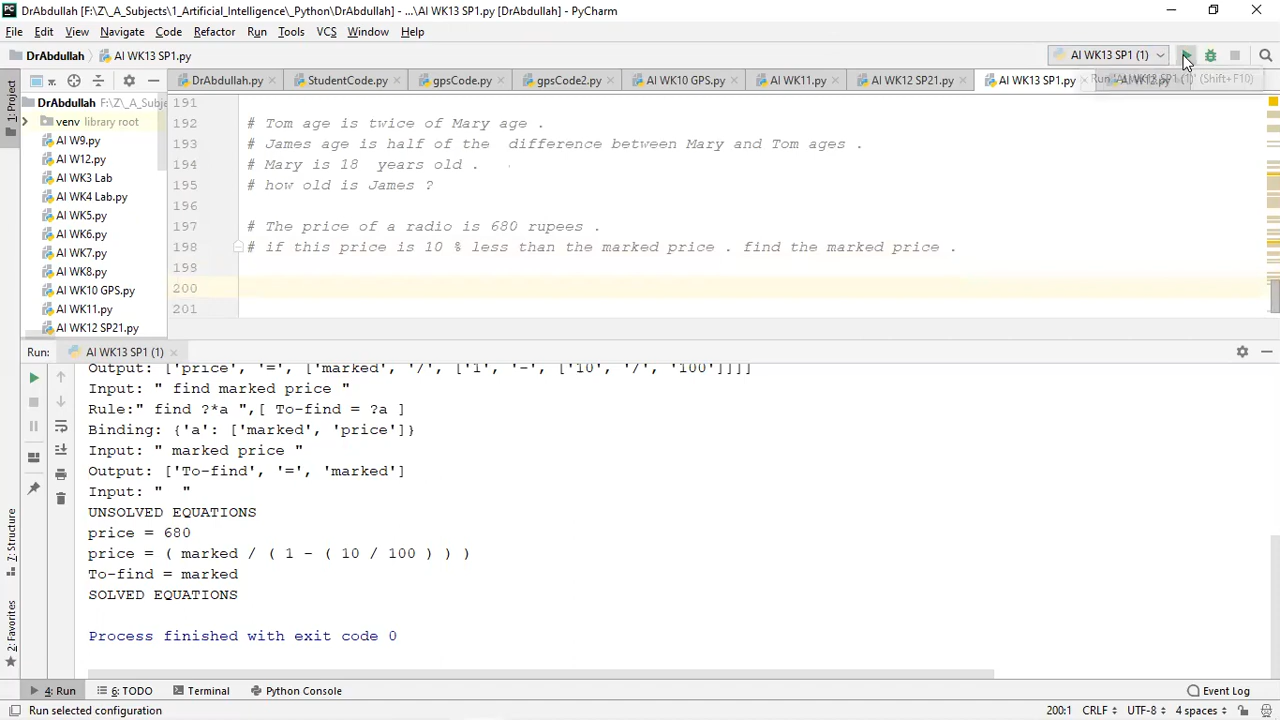 DrAbdullah [F:\Z\_A_Subjects\1_Artificial_Intelligence\_Python\DrAbdullah] - ...\AI WK13 SP1.py [DrAbdullah] - PyCharm
File Edit View Navigate Code Refactor Run Tools VCS Window Help
DrAbdullah AI WK13 SP1.py AI WK13 SP1 (1)
DrAbdullah.py StudentCode.py gpsCode.py gpsCode2.py AI WK10 GPS.py AI WK11.py AI WK12 SP21.py AI WK13 SP1.py
Run 'AI WK13 SP1 (1)' (Shift+F10)
1: Project
DrAbdullah F:\Z\_A_Subje
venv library root
AI W9.py
AI W12.py
AI WK3 Lab
AI WK4 Lab.py
AI WK5.py
AI WK6.py
AI WK7.py
AI WK8.py
AI WK10 GPS.py
AI WK11.py
AI WK12 SP21.py
191
192 # Tom age is twice of Mary age .
193 # James age is half of the difference between Mary and Tom ages .
194 # Mary is 18 years old .
195 # how old is James ?
196
197 # The price of a radio is 680 rupees .
198 # if this price is 10 % less than the marked price . find the marked price .
199
200
201
Run: AI WK13 SP1 (1)
Output: ['price', '=', ['marked', '/', ['1', '-', ['10', '/', '100']]]]
Input: " find marked price "
Rule:" find ?*a ",[ To-find = ?a ]
Binding: {'a': ['marked', 'price']}
Input: " marked price "
Output: ['To-find', '=', 'marked']
Input: "  "
UNSOLVED EQUATIONS
price = 680
price = ( marked / ( 1 - ( 10 / 100 ) ) )
To-find = marked
SOLVED EQUATIONS
Process finished with exit code 0
Z: Structure
2: Favorites
4: Run 6: TODO Terminal Python Console Event Log
Run selected configuration 200:1 CRLF UTF-8 4 spaces